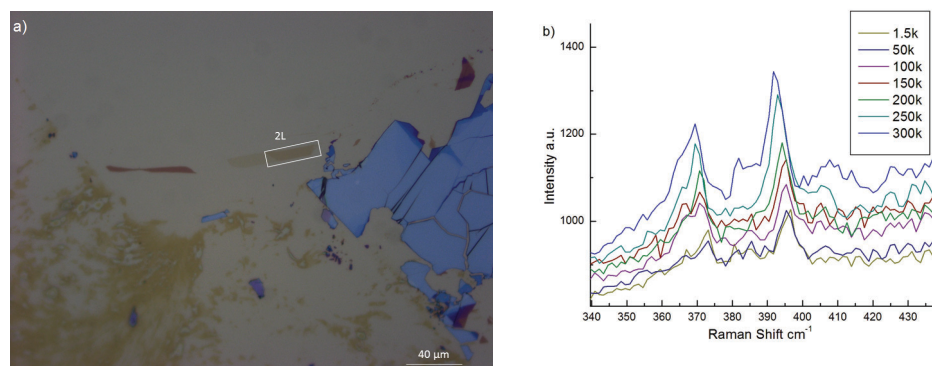 a)
2L
40 µm
b)
1400
1200
1000
Intensity a.u.
340 350 360 370 380 390 400 410 420 430
Raman Shift cm⁻¹
1.5k
50k
100k
150k
200k
250k
300k